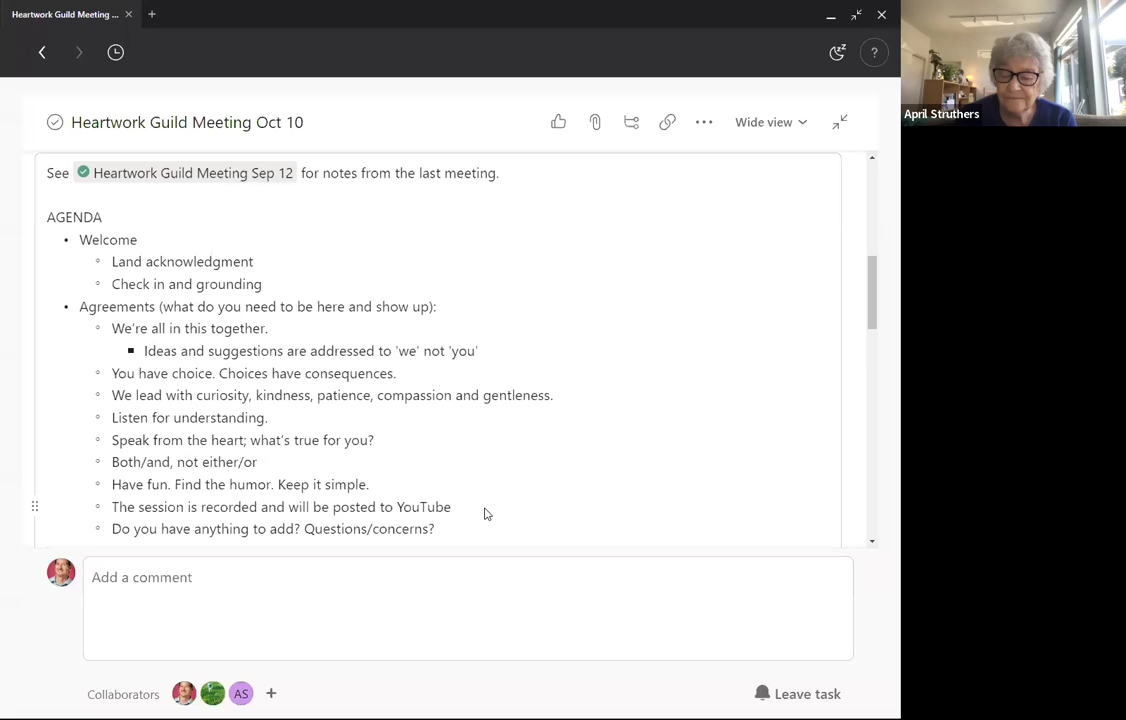 Heartwork Guild Meeting ...
April Struthers
Heartwork Guild Meeting Oct 10
Wide view
See Heartwork Guild Meeting Sep 12 for notes from the last meeting.
AGENDA
Welcome
Land acknowledgment
Check in and grounding
Agreements (what do you need to be here and show up):
We're all in this together.
Ideas and suggestions are addressed to 'we' not 'you'
You have choice. Choices have consequences.
We lead with curiosity, kindness, patience, compassion and gentleness.
Listen for understanding.
Speak from the heart; what's true for you?
Both/and, not either/or
Have fun. Find the humor. Keep it simple.
The session is recorded and will be posted to YouTube
Do you have anything to add? Questions/concerns?
Add a comment
Collaborators AS Leave task